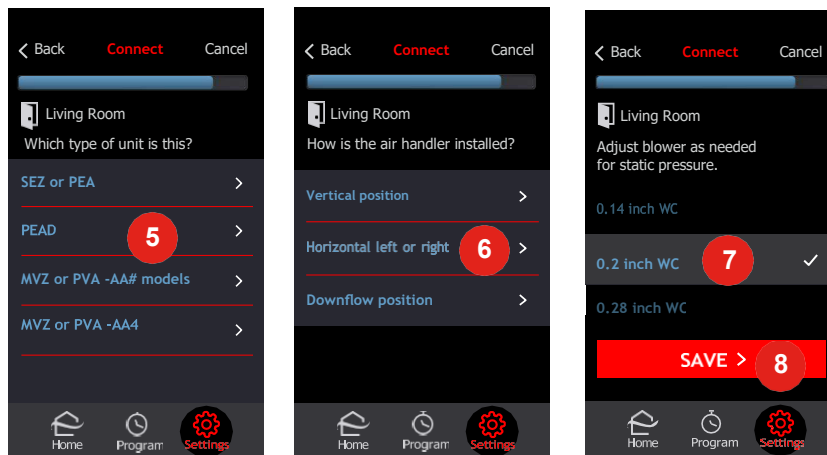 Back Connect Cancel
Living Room
Which type of unit is this?
SEZ or PEA
PEAD
5
MVZ or PVA -AA# models
MVZ or PVA -AA4
Home Program Settings
Back Connect Cancel
Living Room
How is the air handler installed?
Vertical position
Horizontal left or right
6
Downflow position
Home Program Settings
Back Connect Cancel
Living Room
Adjust blower as needed
for static pressure.
0.14 inch WC
0.2 inch WC
7
0.28 inch WC
SAVE
8
Home Program Settings